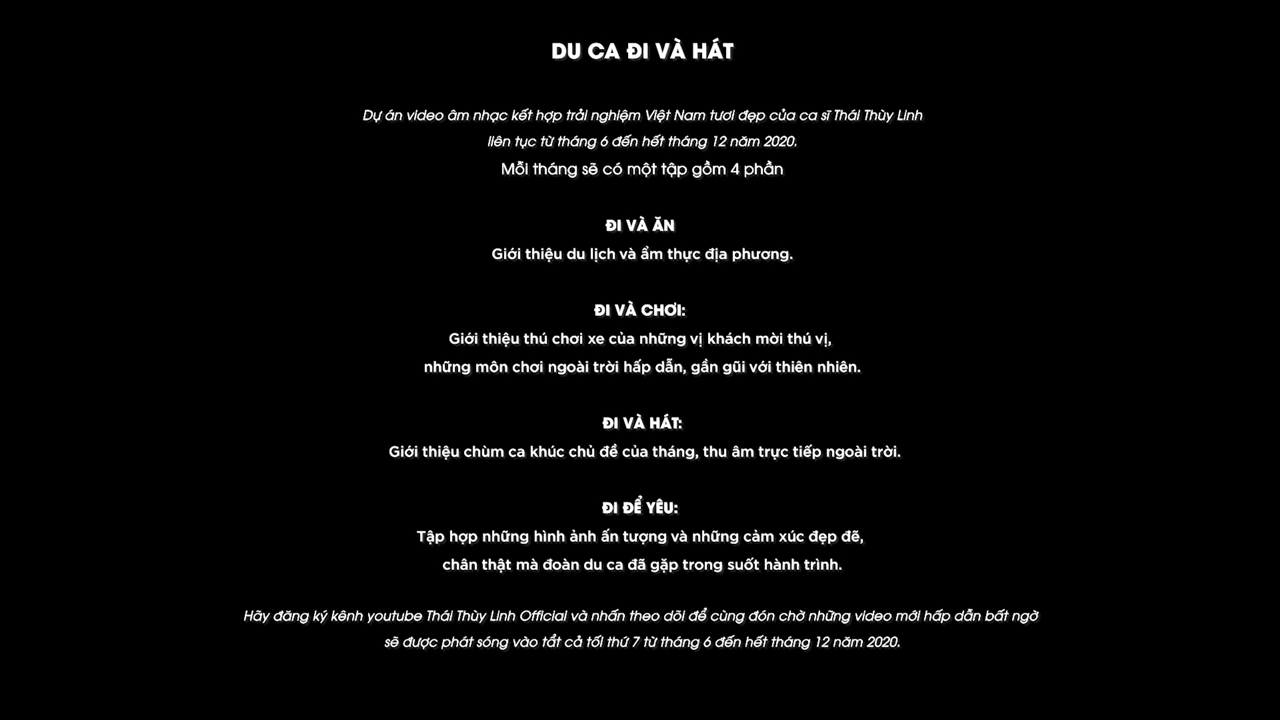 DU CA ĐI VÀ HÁT
Dự án video âm nhạc kết hợp trải nghiệm Việt Nam tươi đẹp của ca sĩ Thái Thùy Linh
liên tục từ tháng 6 đến hết tháng 12 năm 2020.
Mỗi tháng sẽ có một tập gồm 4 phần
ĐI VÀ ĂN
Giới thiệu du lịch và ẩm thực địa phương.
ĐI VÀ CHƠI:
Giới thiệu thú chơi xe của những vị khách mời thú vị,
những môn chơi ngoài trời hấp dẫn, gần gũi với thiên nhiên.
ĐI VÀ HÁT:
Giới thiệu chùm ca khúc chủ đề của tháng, thu âm trực tiếp ngoài trời.
ĐI ĐỂ YÊU:
Tập hợp những hình ảnh ấn tượng và những cảm xúc đẹp đẽ,
chân thật mà đoàn du ca đã gặp trong suốt hành trình.
Hãy đăng ký kênh youtube Thái Thùy Linh Official và nhấn theo dõi để cùng đón chờ những video mới hấp dẫn bất ngờ
sẽ được phát sóng vào tất cả tối thứ 7 từ tháng 6 đến hết tháng 12 năm 2020.